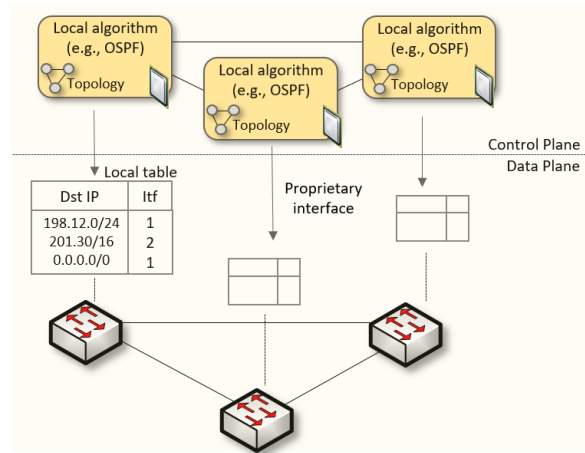 Local algorithm
(e.g., OSPF)
Topology
Local algorithm
(e.g., OSPF)
Topology
Local algorithm
(e.g., OSPF)
Topology
Control Plane
Data Plane
Local table
Dst IP Itf
198.12.0/24 1
201.30/16 2
0.0.0.0/0 1
Proprietary
interface